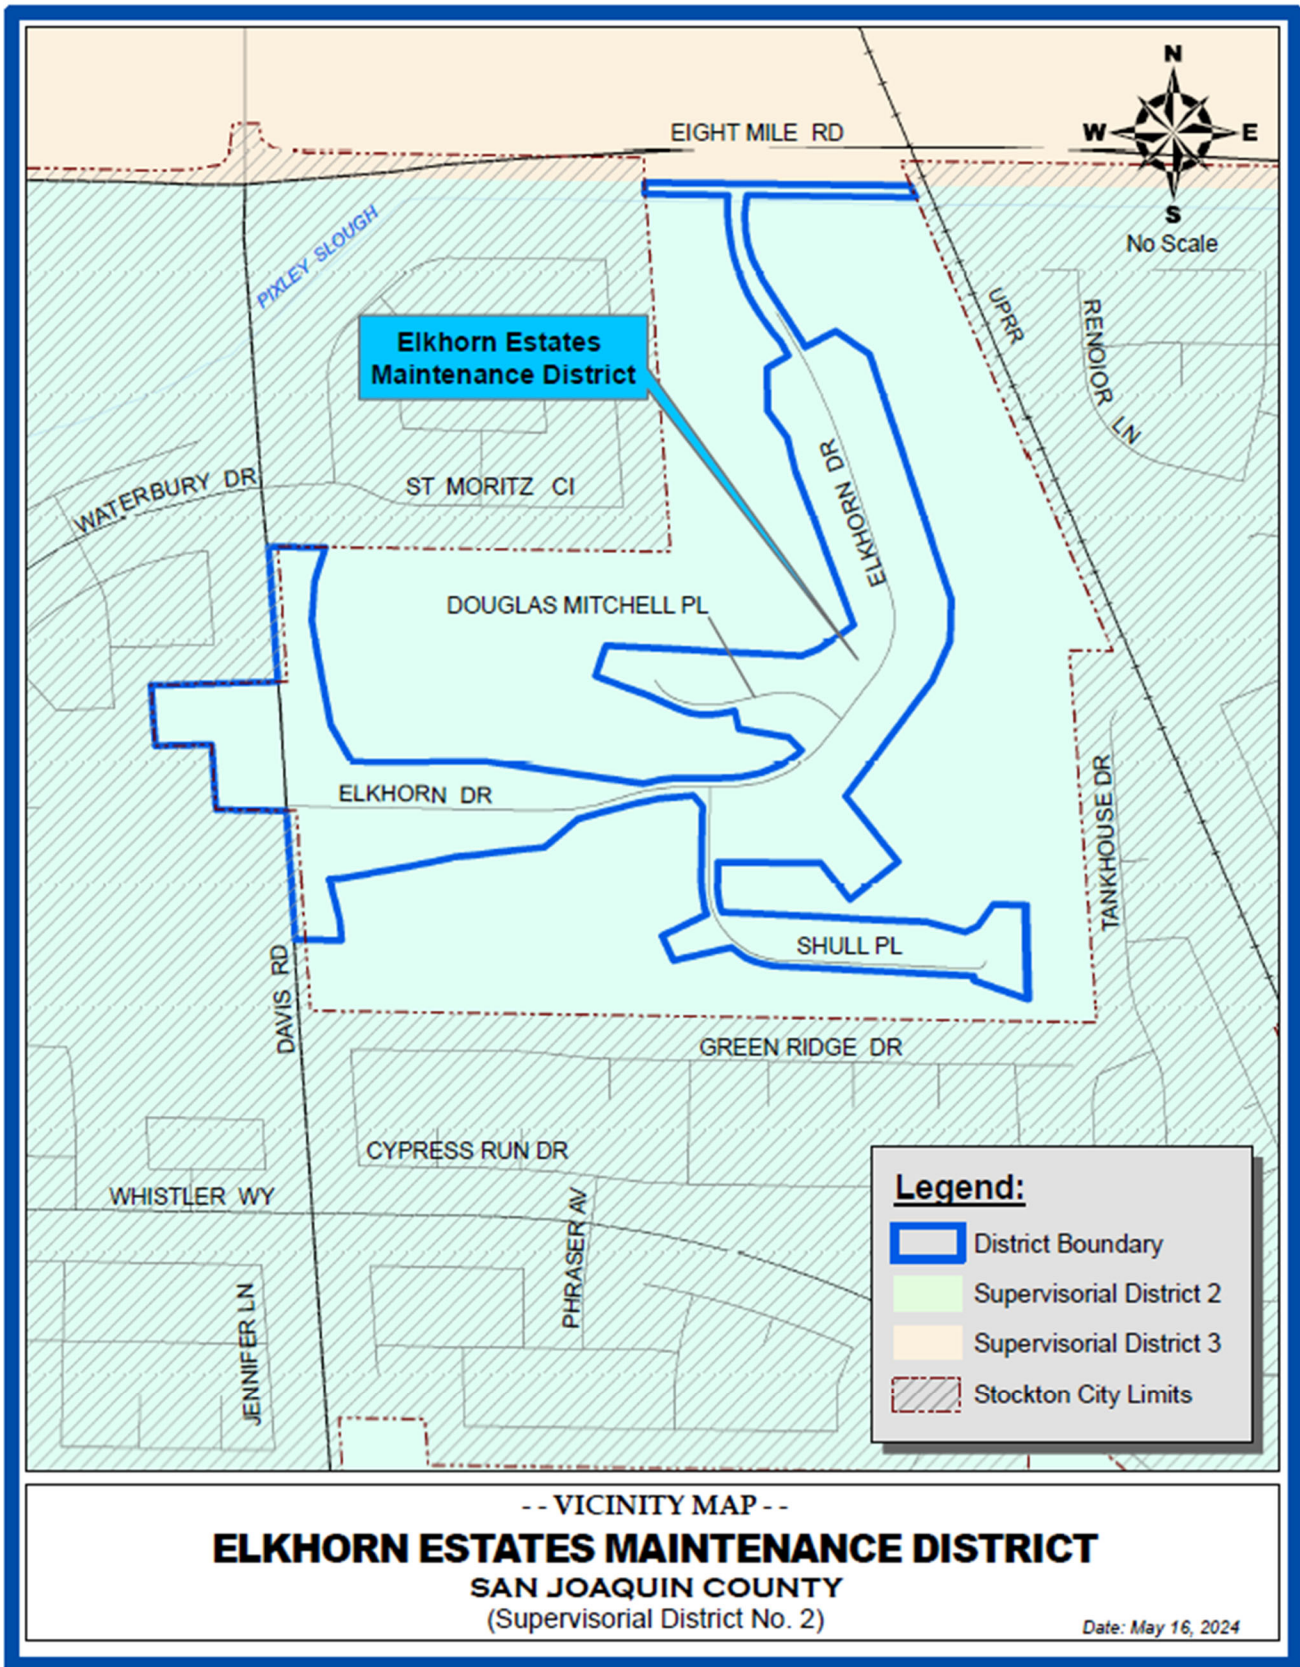 N
EIGHT MILE RD
W
E
S
No Scale
PIXLEY SLOUGH
UPRR
RENOIOR LN
Elkhorn Estates
Maintenance District
ELKHORN DR
WATERBURY DR
ST MORITZ CI
DOUGLAS MITCHELL PL
ELKHORN DR
TANKHOUSE DR
SHULL PL
DAVIS RD
GREEN RIDGE DR
CYPRESS RUN DR
WHISTLER WY
PHRASER AV
JENNIFER LN
Legend:
District Boundary
Supervisorial District 2
Supervisorial District 3
Stockton City Limits
- - VICINITY MAP - -
ELKHORN ESTATES MAINTENANCE DISTRICT
SAN JOAQUIN COUNTY
(Supervisorial District No. 2)
Date: May 16, 2024